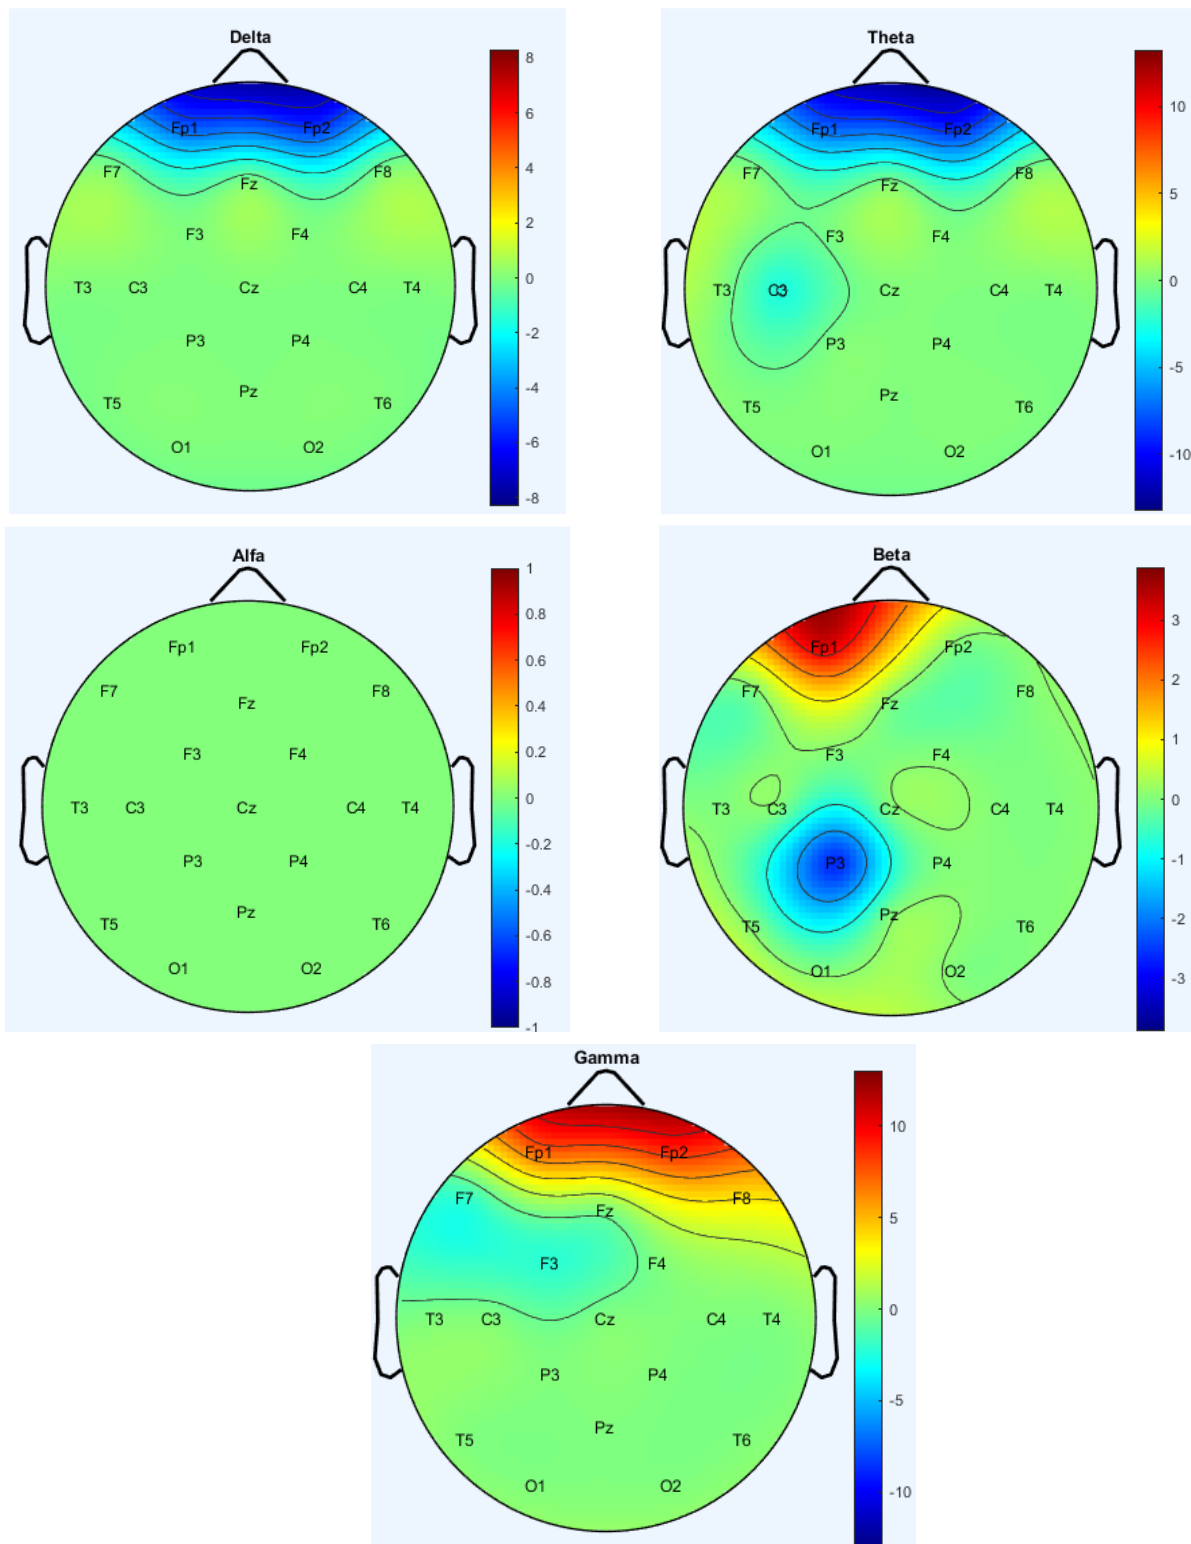 Delta
Fp1 Fp2
F7 F8
Fz
F3 F4
T3 C3 Cz C4 T4
P3 P4
Pz
T5 T6
O1 O2
8
6
4
2
0
-2
-4
-6
-8
Theta
Fp1 Fp2
F7 F8
Fz
F3 F4
T3 C3 Cz C4 T4
P3 P4
Pz
T5 T6
O1 O2
10
5
0
-5
-10
Alfa
Fp1 Fp2
F7 F8
Fz
F3 F4
T3 C3 Cz C4 T4
P3 P4
Pz
T5 T6
O1 O2
1
0.8
0.6
0.4
0.2
0
-0.2
-0.4
-0.6
-0.8
-1
Beta
Fp1 Fp2
F7 F8
Fz
F3 F4
T3 C3 Cz C4 T4
P3 P4
Pz
T5 T6
O1 O2
3
2
1
0
-1
-2
-3
Gamma
Fp1 Fp2
F7 F8
Fz
F3 F4
T3 C3 Cz C4 T4
P3 P4
Pz
T5 T6
O1 O2
10
5
0
-5
-10